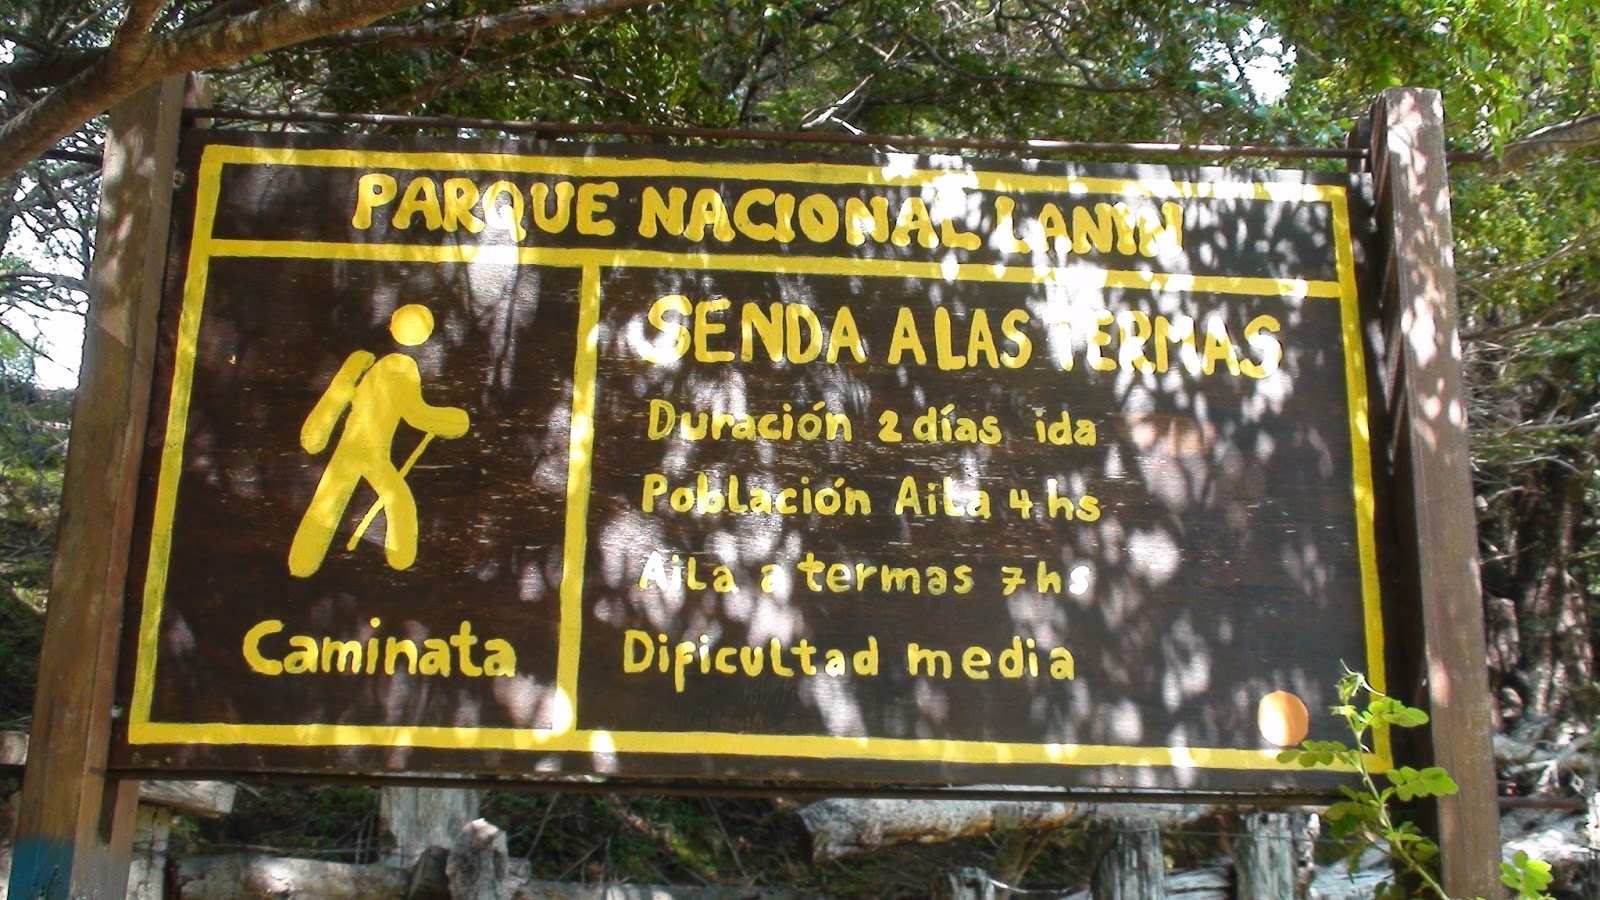 PARQUE NACIONAL LANIN
SENDA A LAS TERMAS
Duración 2 días ida
Población Aila 4 hs
Aila a termas 7 hs
Dificultad media
Caminata